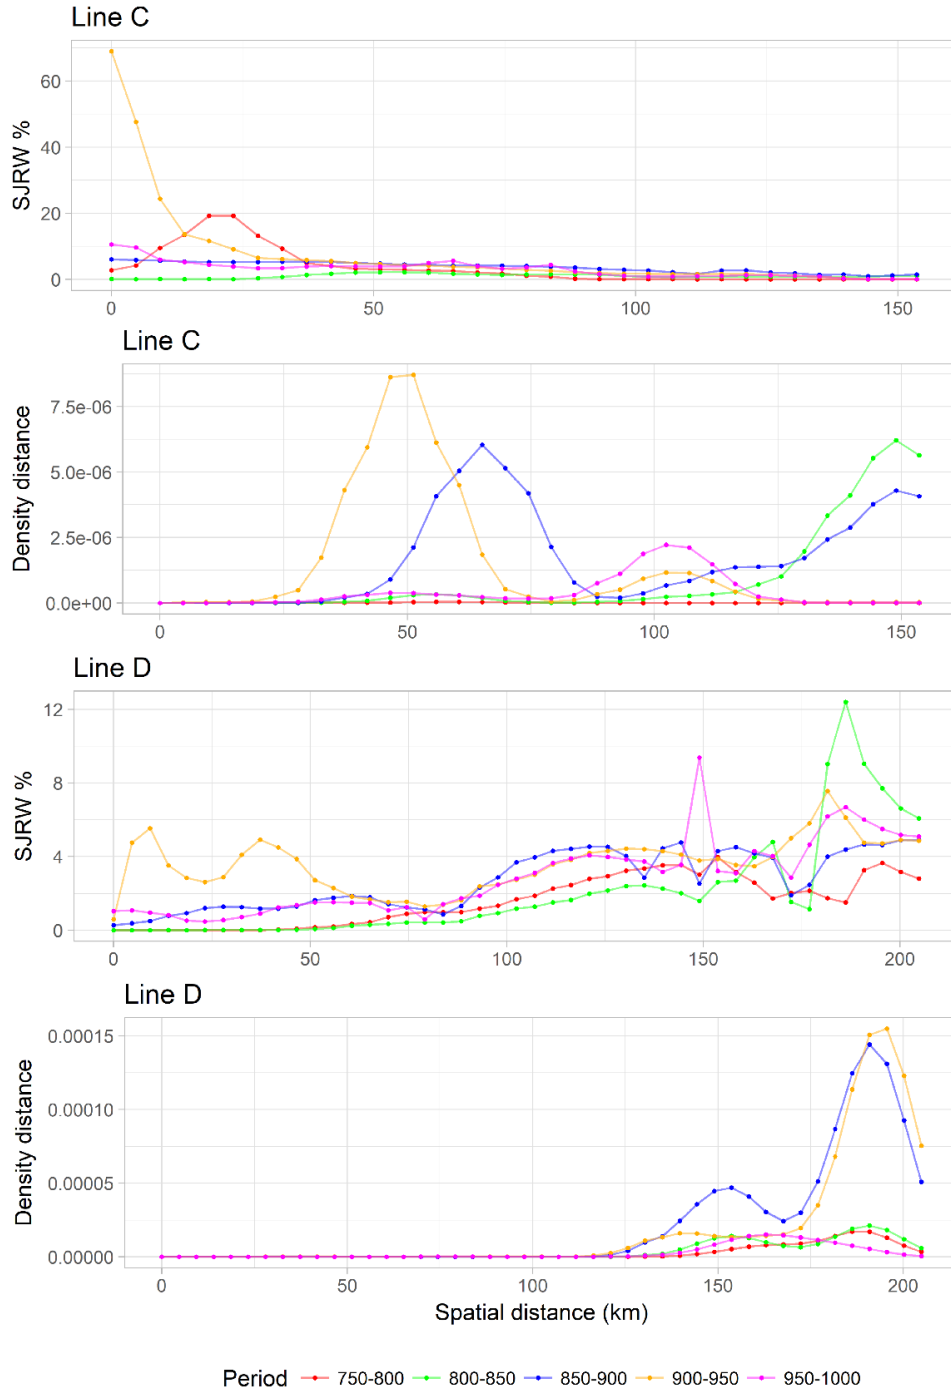 Line C
SJRW %
60
40
20
0
0 50 100 150
Line C
Density distance
7.5e-06
5.0e-06
2.5e-06
0.0e+00
0 50 100 150
Line D
SJRW %
12
8
4
0
0 50 100 150 200
Line D
Density distance
0.00015
0.00010
0.00005
0.00000
0 50 100 150 200
Spatial distance (km)
Period 750-800 800-850 850-900 900-950 950-1000